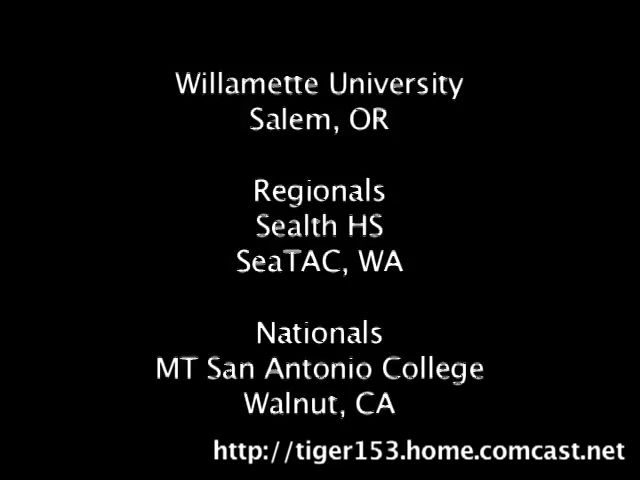 Willamette University
Salem, OR
Regionals
Sealth HS
SeaTAC, WA
Nationals
MT San Antonio College
Walnut, CA
http://tiger153.home.comcast.net